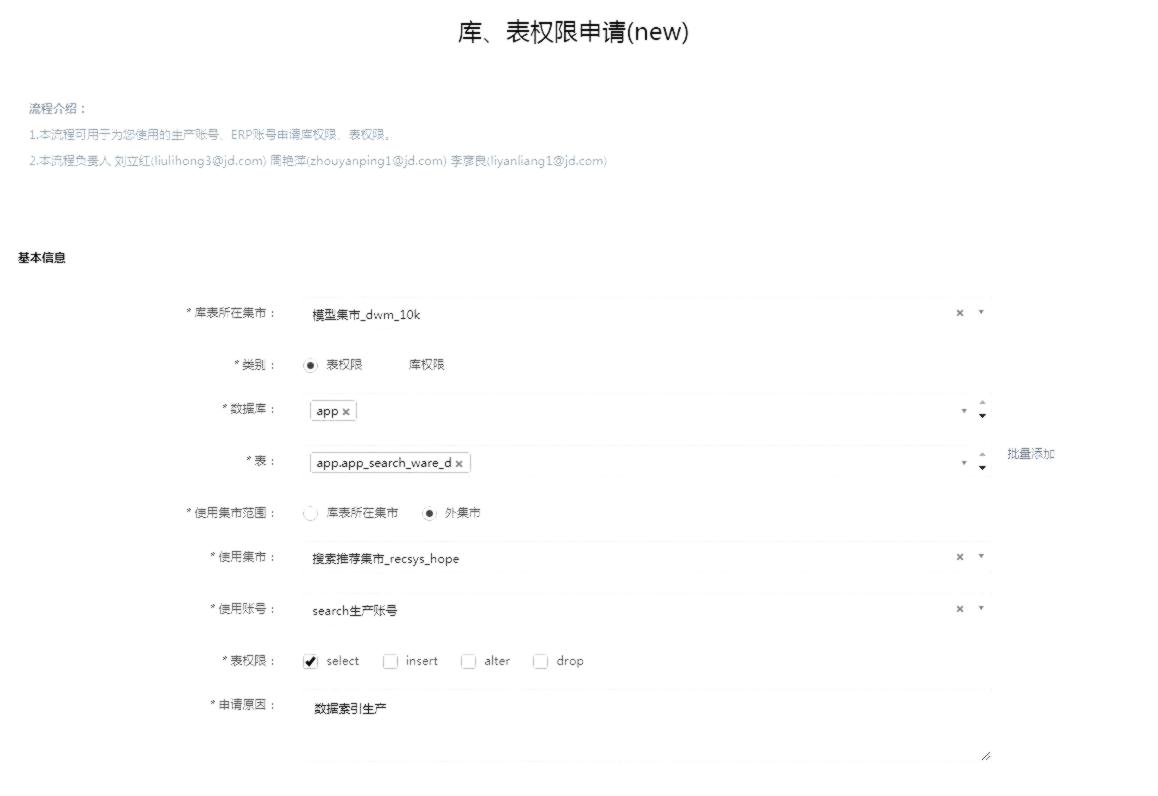 库、表权限申请(new)
流程介绍：
1.本流程可用于为您使用的生产账号、ERP账号申请库权限、表权限。
2.本流程负责人 刘立红(liulihong3@jd.com) 周艳萍(zhouyanping1@jd.com) 李彦良(liyanliang1@jd.com)
基本信息
* 库表所在集市： 模型集市_dwm_10k
* 类别： 表权限 库权限
* 数据库： app
* 表： app.app_search_ware_d 批量添加
* 使用集市范围： 库表所在集市 外集市
* 使用集市： 搜索推荐集市_recsys_hope
* 使用账号： search生产账号
* 表权限： select insert alter drop
* 申请原因： 数据索引生产